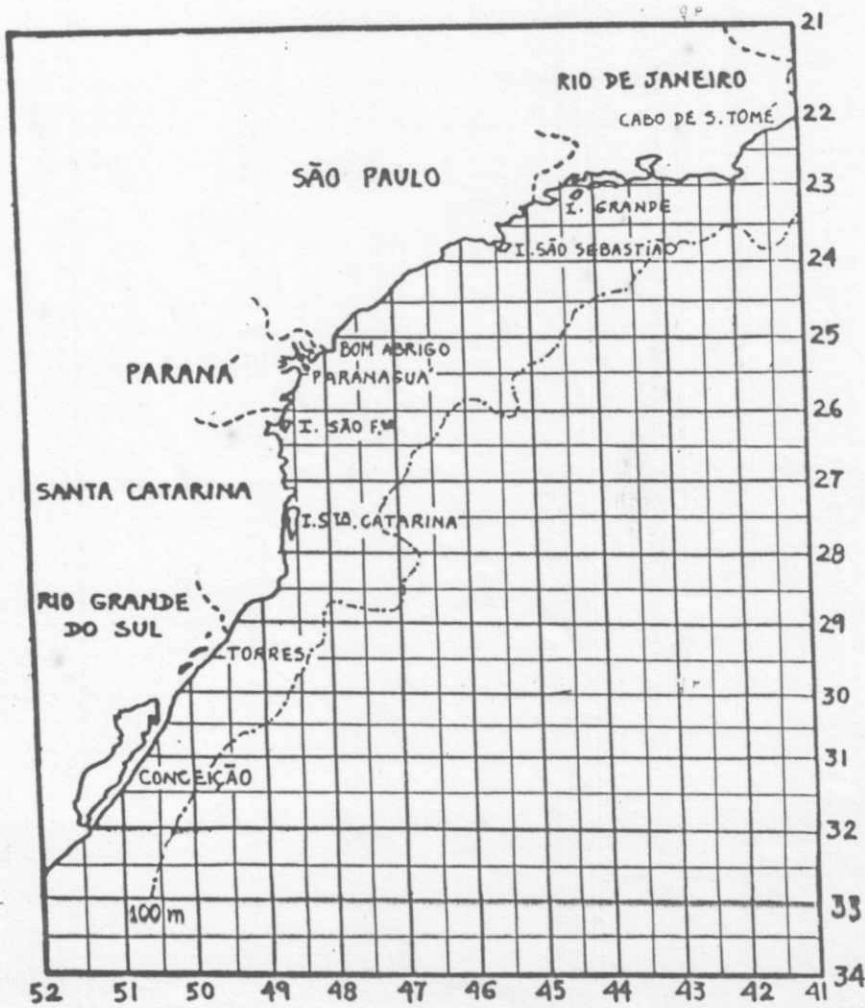 21
RIO DE JANEIRO
CABO DE S. TOMÉ
22
SÃO PAULO
23
I. GRANDE
I. SÃO SEBASTIÃO
24
25
BOM ABRIGO
PARANÁ
PARANAGUÁ
26
I. SÃO F.
27
SANTA CATARINA
I. STA. CATARINA
28
RIO GRANDE
DO SUL
29
TORRES
30
31
CONCEIÇÃO
32
100 m
33
34
52 51 50 49 48 47 46 45 44 43 42 41